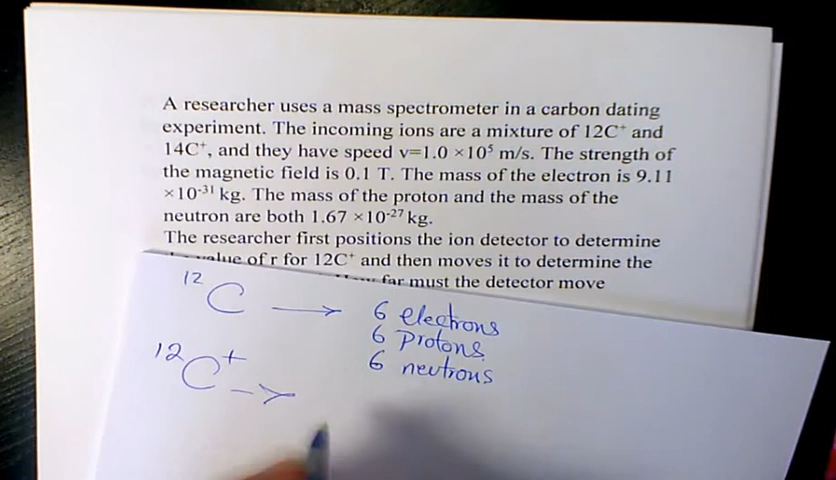 A researcher uses a mass spectrometer in a carbon dating
experiment. The incoming ions are a mixture of 12C⁺ and
14C⁺, and they have speed v=1.0 ×10⁵ m/s. The strength of
the magnetic field is 0.1 T. The mass of the electron is 9.11
×10⁻³¹ kg. The mass of the proton and the mass of the
neutron are both 1.67 ×10⁻²⁷ kg.
The researcher first positions the ion detector to determine
value of r for 12C⁺ and then moves it to determine the
far must the detector move
¹²C → 6 electrons
6 Protons
6 neutrons
¹²C⁺ →